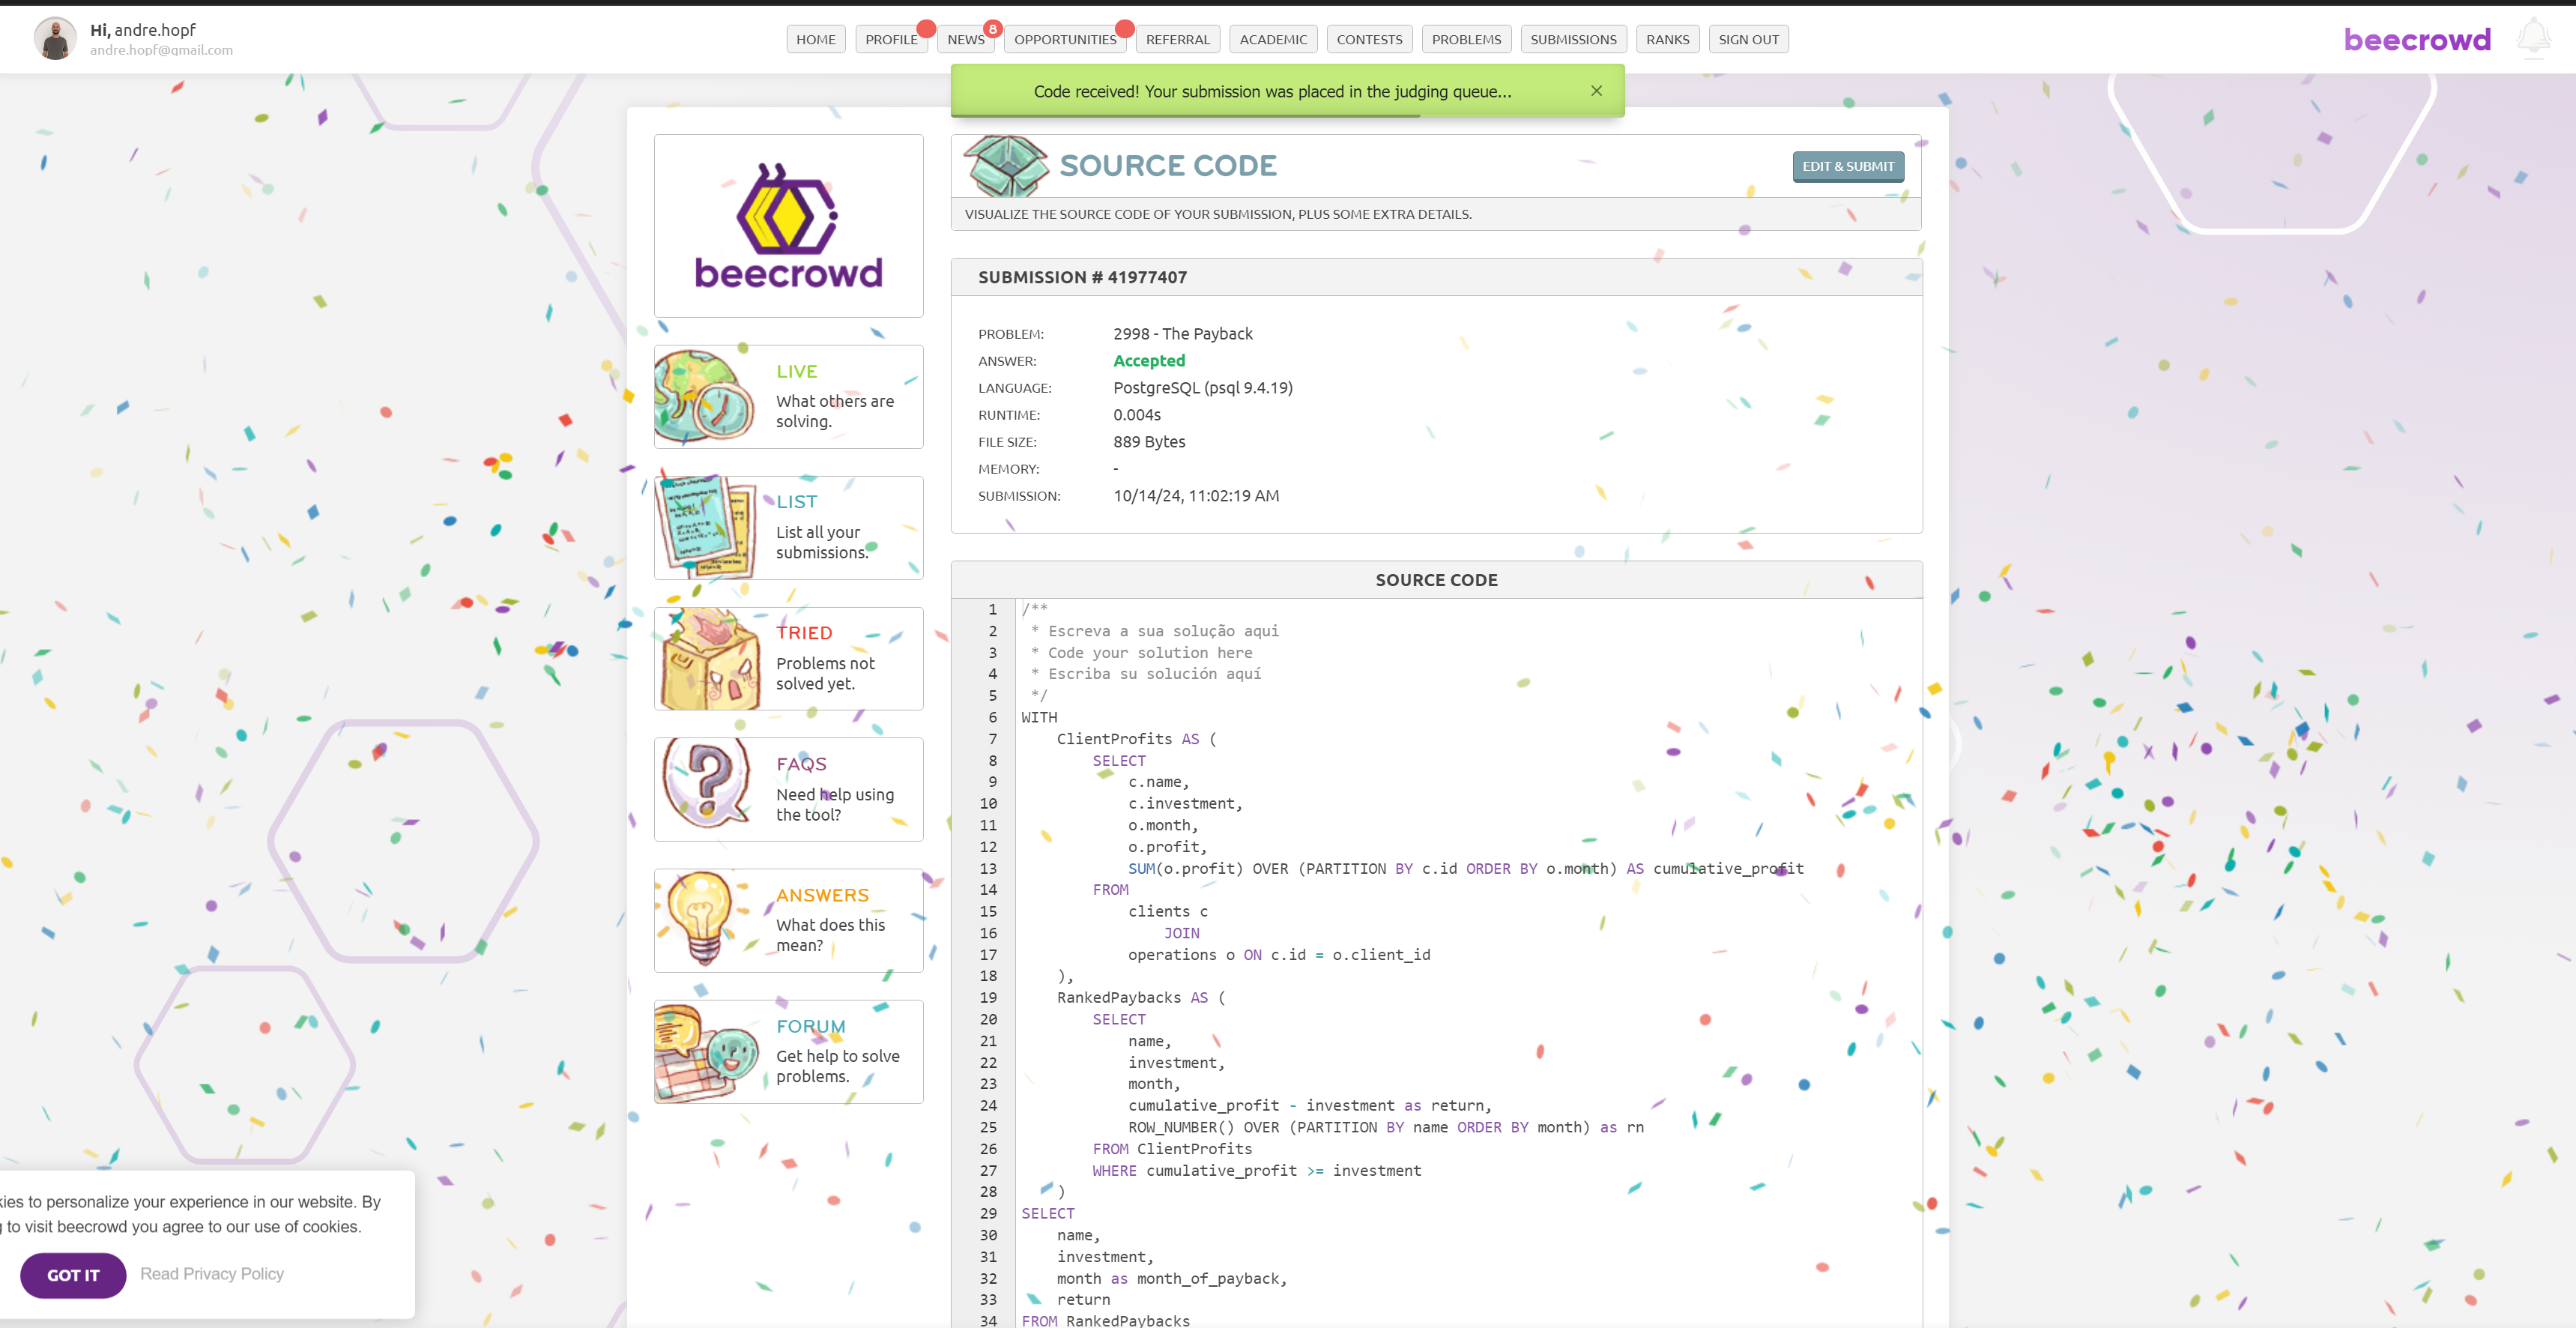 Hi, andre.hopf
andre.hopf@gmail.com
HOME
PROFILE
NEWS
8
OPPORTUNITIES
REFERRAL
ACADEMIC
CONTESTS
PROBLEMS
SUBMISSIONS
RANKS
SIGN OUT
beecrowd
Code received! Your submission was placed in the judging queue...
×
beecrowd
LIVE
What others are
solving.
LIST
List all your
submissions.
TRIED
Problems not
solved yet.
FAQS
Need help using
the tool?
ANSWERS
What does this
mean?
FORUM
Get help to solve
problems.
SOURCE CODE
EDIT & SUBMIT
VISUALIZE THE SOURCE CODE OF YOUR SUBMISSION, PLUS SOME EXTRA DETAILS.
SUBMISSION # 41977407
PROBLEM: 2998 - The Payback
ANSWER: Accepted
LANGUAGE: PostgreSQL (psql 9.4.19)
RUNTIME: 0.004s
FILE SIZE: 889 Bytes
MEMORY: -
SUBMISSION: 10/14/24, 11:02:19 AM
SOURCE CODE
1 /**
2 * Escreva a sua solução aqui
3 * Code your solution here
4 * Escriba su solución aquí
5 */
6 WITH
7 ClientProfits AS (
8 SELECT
9 c.name,
10 c.investment,
11 o.month,
12 o.profit,
13 SUM(o.profit) OVER (PARTITION BY c.id ORDER BY o.month) AS cumulative_profit
14 FROM
15 clients c
16 JOIN
17 operations o ON c.id = o.client_id
18 ),
19 RankedPaybacks AS (
20 SELECT
21 name,
22 investment,
23 month,
24 cumulative_profit - investment as return,
25 ROW_NUMBER() OVER (PARTITION BY name ORDER BY month) as rn
26 FROM ClientProfits
27 WHERE cumulative_profit >= investment
28 )
29 SELECT
30 name,
31 investment,
32 month as month_of_payback,
33 return
34 FROM RankedPaybacks
kies to personalize your experience in our website. By
g to visit beecrowd you agree to our use of cookies.
GOT IT
Read Privacy Policy